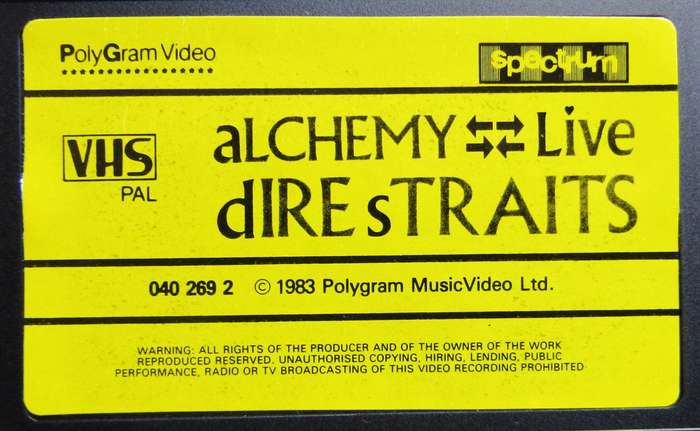 PolyGram Video
spectrum
VHS
PAL
aLCHEMY Live
dIRE sTRAITS
040 269 2 © 1983 Polygram MusicVideo Ltd.
WARNING: ALL RIGHTS OF THE PRODUCER AND OF THE OWNER OF THE WORK
REPRODUCED RESERVED. UNAUTHORISED COPYING, HIRING, LENDING, PUBLIC
PERFORMANCE, RADIO OR TV BROADCASTING OF THIS VIDEO RECORDING PROHIBITED